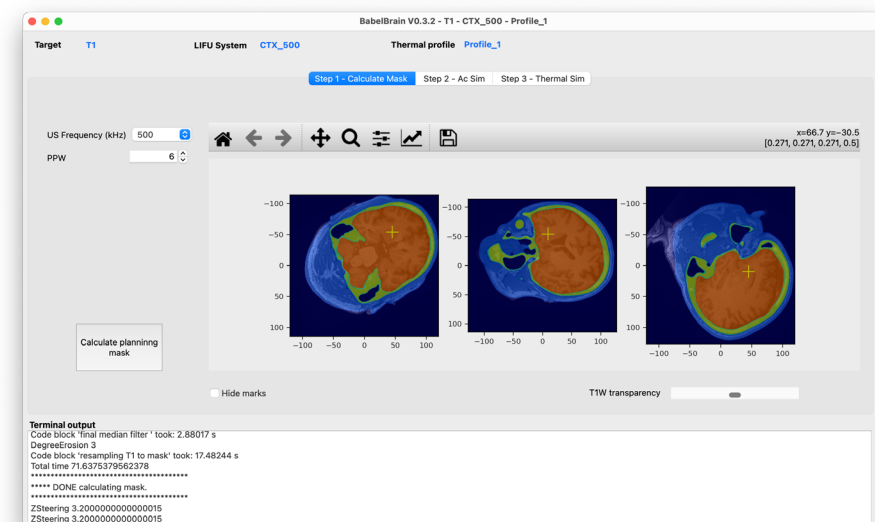 BabelBrain V0.3.2 - T1 - CTX_500 - Profile_1
Target T1 LIFU System CTX_500 Thermal profile Profile_1
Step 1 - Calculate Mask Step 2 - Ac Sim Step 3 - Thermal Sim
US Frequency (kHz) 500
x=66.7 y=−30.5
[0.271, 0.271, 0.271, 0.5]
PPW 6
−100 −100 −100
−50 −50 −50
0 0 0
50 50 50
100 100 100
−100 −50 0 50 100 −100 −50 0 50 100 −100 −50 0 50 100
Calculate planninng
mask
Hide marks T1W transparency
Terminal output
Code block 'final median filter ' took: 2.88017 s
DegreeErosion 3
Code block 'resampling T1 to mask' took: 17.48244 s
Total time 71.6375379562378
****************************************
***** DONE calculating mask.
****************************************
ZSteering 3.2000000000000015
ZSteering 3.2000000000000015